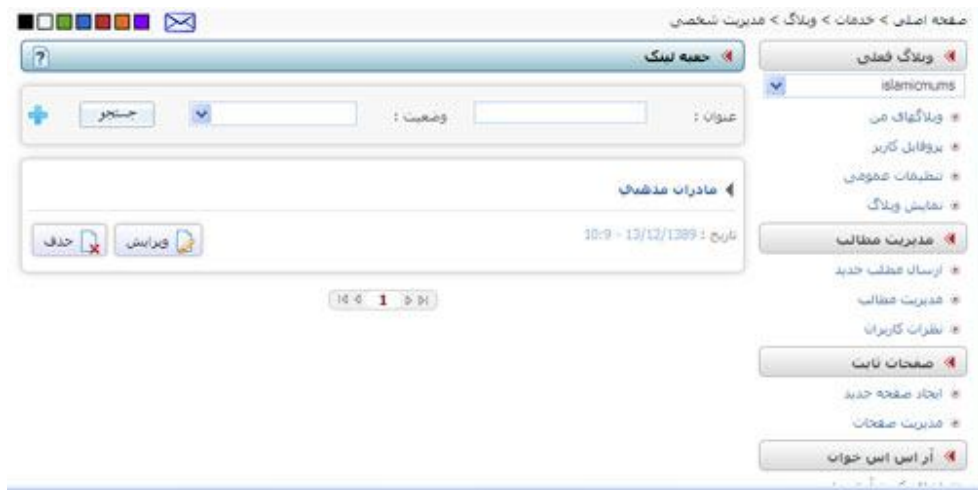 صفحه اصلی > خدمات > وبلاگ > مدیریت شخصی
وبلاگ فعلی
islamicmums
وبلاگهای من
پروفایل کاربر
تنظیمات عمومی
نمایش وبلاگ
مدیریت مطالب
ارسال مطلب جدید
مدیریت مطالب
نظرات کاربران
صفحات ثابت
ایجاد صفحه جدید
مدیریت صفحات
آر اس اس خوان
جعبه لینک
?
عنوان :
وضعیت :
جستجو
مادران مذهبی
تاریخ : 13/12/1389 - 10:9
ویرایش
حذف
1